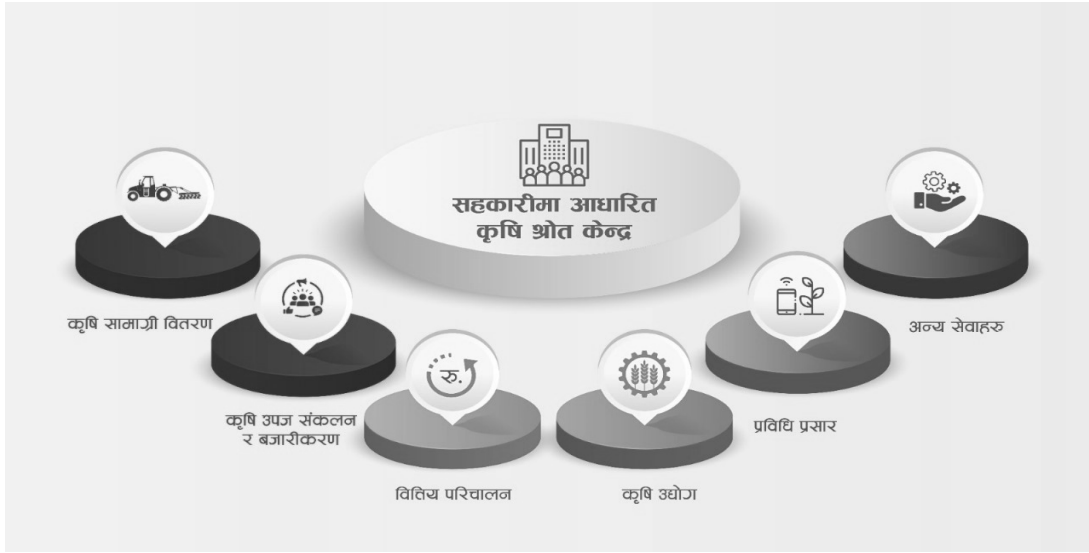 सहकारीमा आधारित
कृषि श्रोत केन्द्र
कृषि सामाग्री वितरण
कृषि उपज संकलन
र बजारीकरण
रु.
वित्तिय परिचालन
कृषि उद्योग
प्रविधि प्रसार
अन्य सेवाहरु